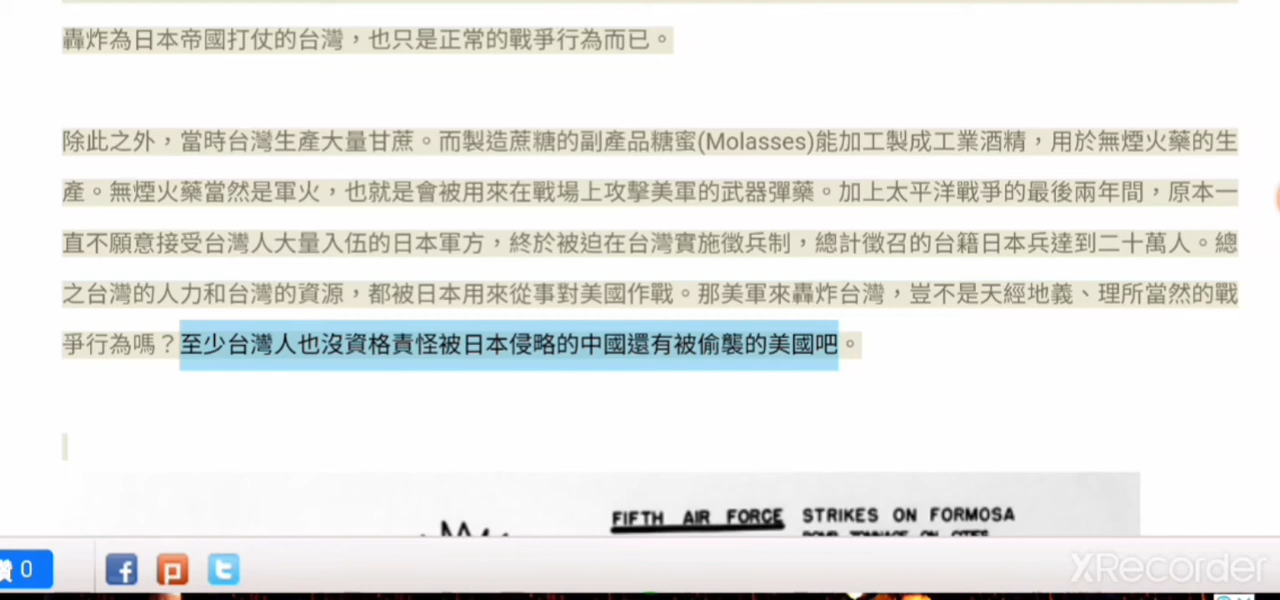 轟炸為日本帝國打仗的台灣，也只是正常的戰爭行為而已。
除此之外，當時台灣生產大量甘蔗。而製造蔗糖的副產品糖蜜(Molasses)能加工製成工業酒精，用於無煙火藥的生
產。無煙火藥當然是軍火，也就是會被用來在戰場上攻擊美軍的武器彈藥。加上太平洋戰爭的最後兩年間，原本一
直不願意接受台灣人大量入伍的日本軍方，終於被迫在台灣實施徵兵制，總計徵召的台籍日本兵達到二十萬人。總
之台灣的人力和台灣的資源，都被日本用來從事對美國作戰。那美軍來轟炸台灣，豈不是天經地義、理所當然的戰
爭行為嗎？至少台灣人也沒資格責怪被日本侵略的中國還有被偷襲的美國吧。
FIFTH AIR FORCE STRIKES ON FORMOSA
BOMB TONNAGE ON CITIES
讚 0
XRecorder